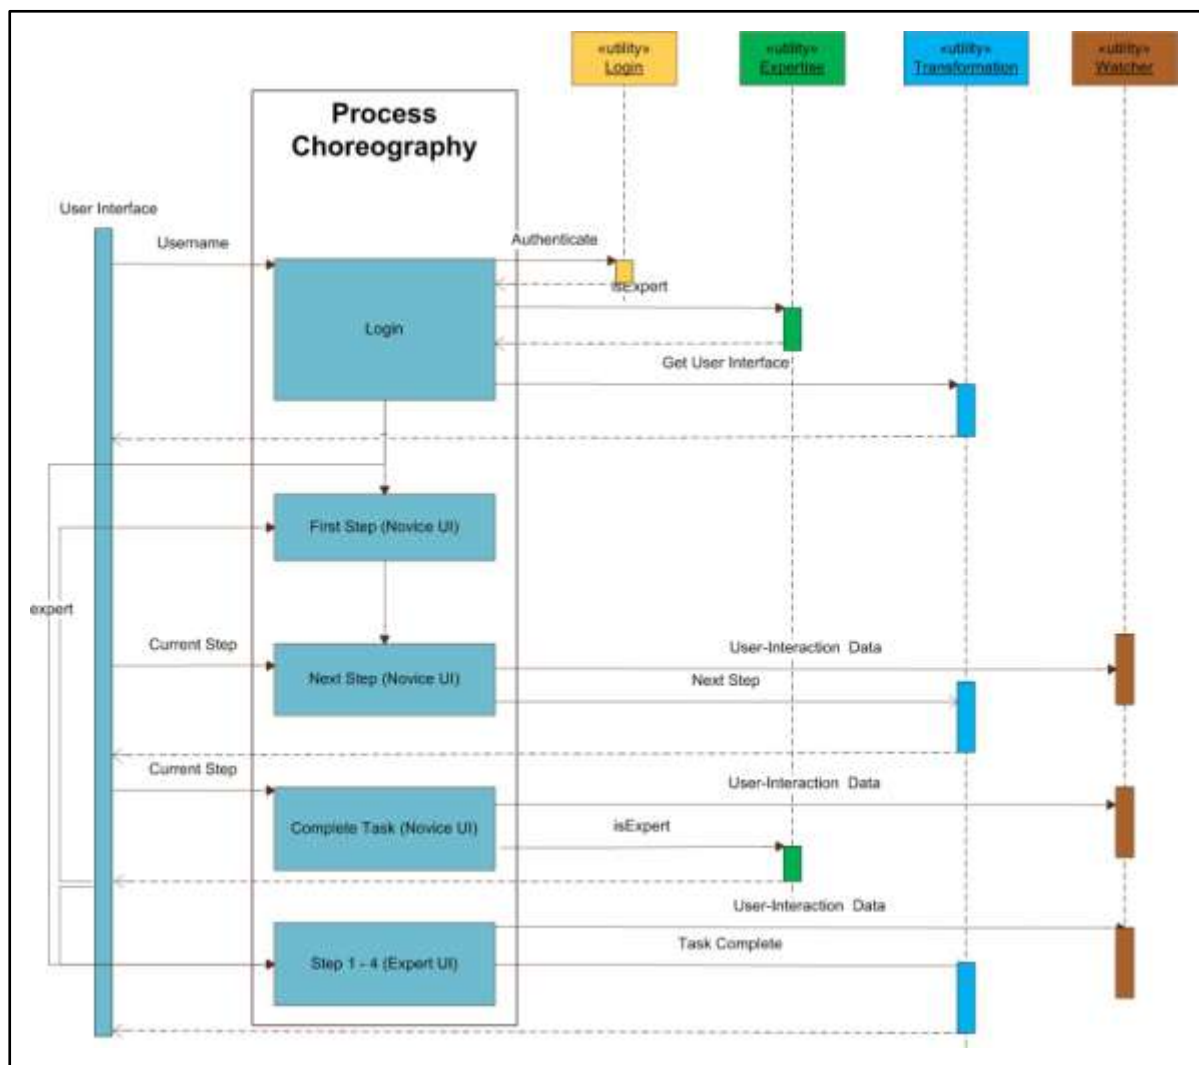 «utility»
Login
«utility»
Expertise
«utility»
Transformation
«utility»
Watcher
Process
Choreography
User Interface
Username
Authenticate
isExpert
Login
Get User Interface
First Step (Novice UI)
expert
Current Step
User-Interaction Data
Next Step (Novice UI)
Next Step
Current Step
User-Interaction Data
Complete Task (Novice UI)
isExpert
User-Interaction Data
Task Complete
Step 1 - 4 (Expert UI)